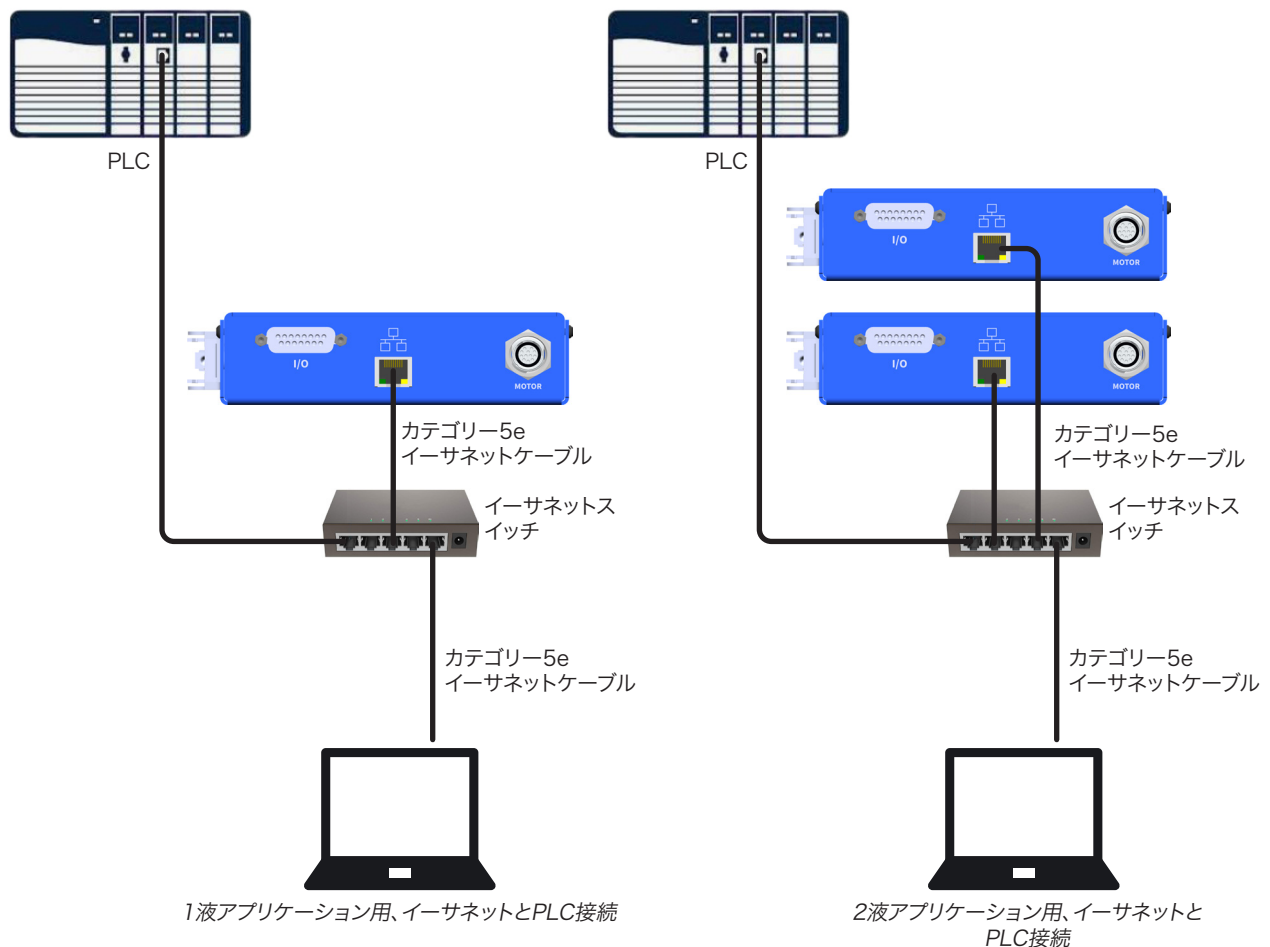 PLC
I/O
MOTOR
カテゴリー5e
イーサネットケーブル
イーサネットス
イッチ
カテゴリー5e
イーサネットケーブル
1液アプリケーション用、イーサネットとPLC接続
PLC
I/O
MOTOR
I/O
MOTOR
カテゴリー5e
イーサネットケーブル
イーサネットス
イッチ
カテゴリー5e
イーサネットケーブル
2液アプリケーション用、イーサネットと
PLC接続